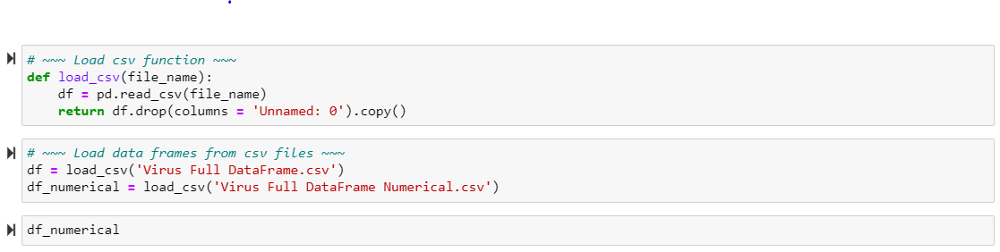 # ~~~ Load csv function ~~~
def load_csv(file_name):
    df = pd.read_csv(file_name)
    return df.drop(columns = 'Unnamed: 0').copy()
# ~~~ Load data frames from csv files ~~~
df = load_csv('Virus Full DataFrame.csv')
df_numerical = load_csv('Virus Full DataFrame Numerical.csv')
df_numerical